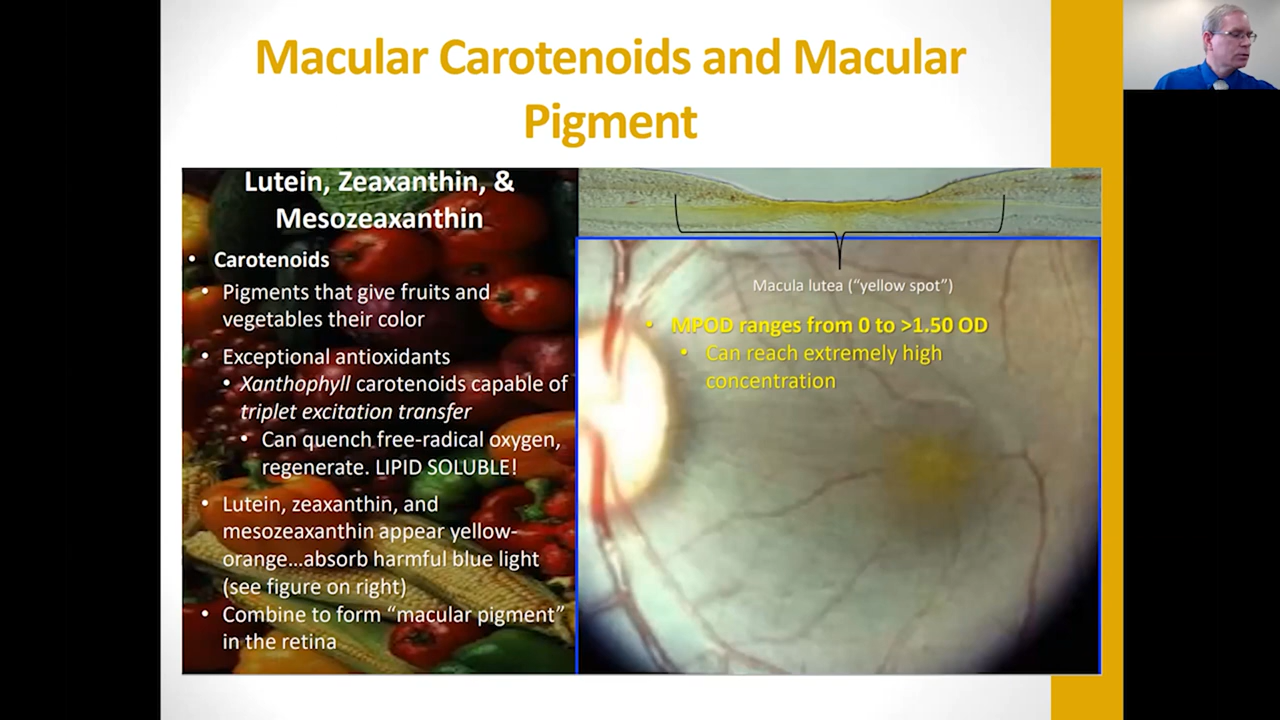 Macular Carotenoids and Macular
Pigment
Lutein, Zeaxanthin, &
Mesozeaxanthin
• Carotenoids
• Pigments that give fruits and
vegetables their color
• Exceptional antioxidants
• Xanthophyll carotenoids capable of
triplet excitation transfer
• Can quench free-radical oxygen,
regenerate. LIPID SOLUBLE!
• Lutein, zeaxanthin, and
mesozeaxanthin appear yellow-
orange...absorb harmful blue light
(see figure on right)
• Combine to form “macular pigment”
in the retina
Macula lutea (“yellow spot”)
• MPOD ranges from 0 to >1.50 OD
• Can reach extremely high
concentration